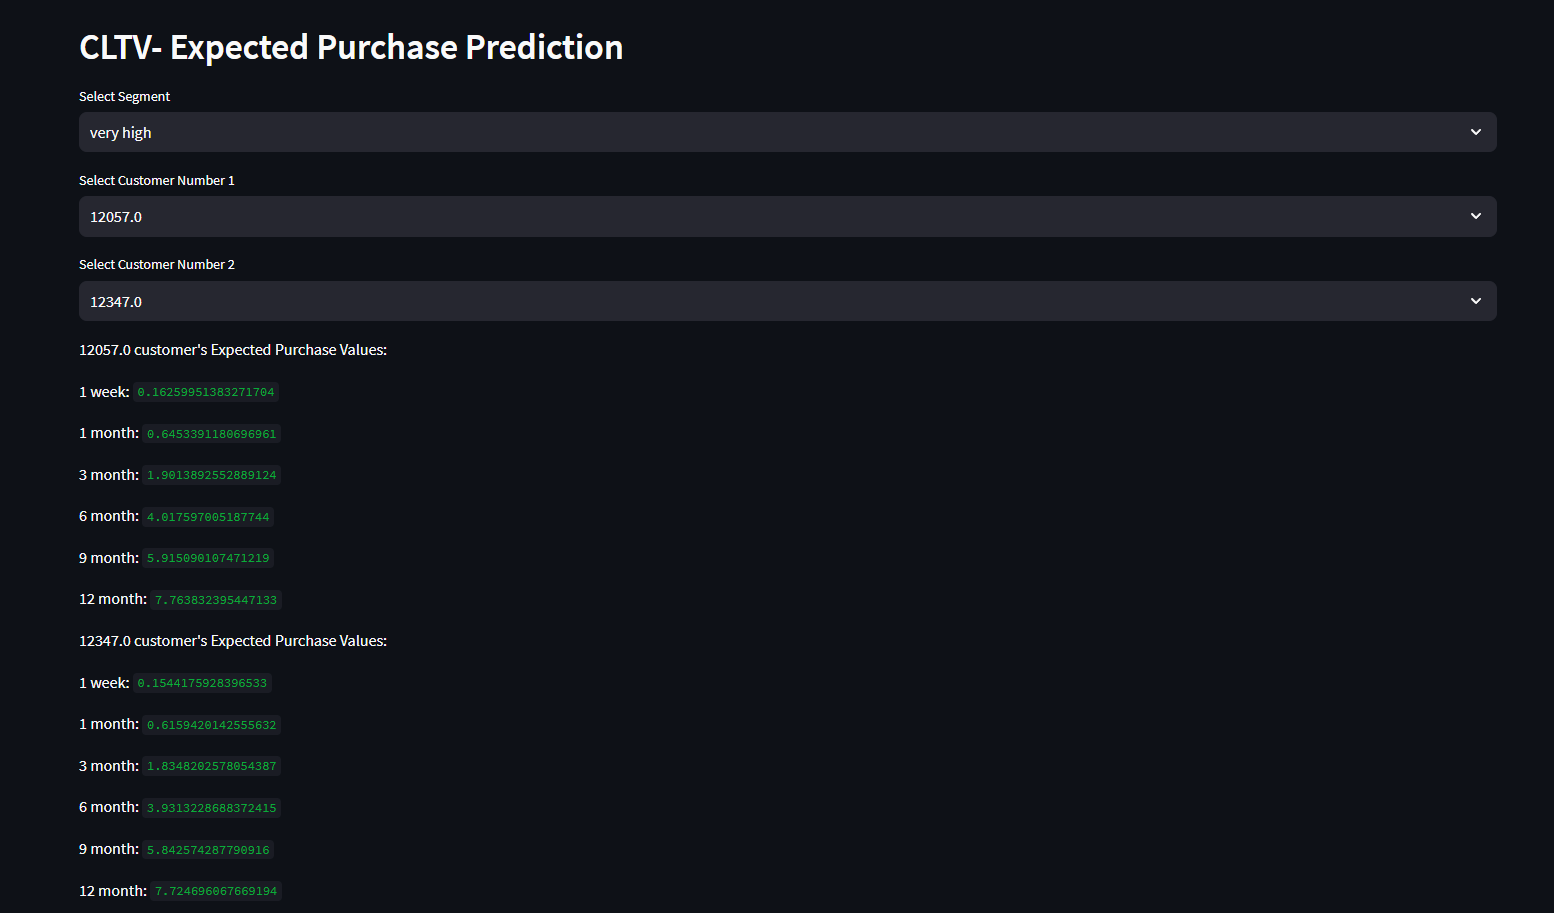 CLTV- Expected Purchase Prediction
Select Segment
very high
Select Customer Number 1
12057.0
Select Customer Number 2
12347.0
12057.0 customer's Expected Purchase Values:
1 week: 0.16259951383271704
1 month: 0.6453391180696961
3 month: 1.9013892552889124
6 month: 4.017597005187744
9 month: 5.915090107471219
12 month: 7.763832395447133
12347.0 customer's Expected Purchase Values:
1 week: 0.1544175928396533
1 month: 0.6159420142555632
3 month: 1.8348202578054387
6 month: 3.9313228688372415
9 month: 5.842574287790916
12 month: 7.724696067669194